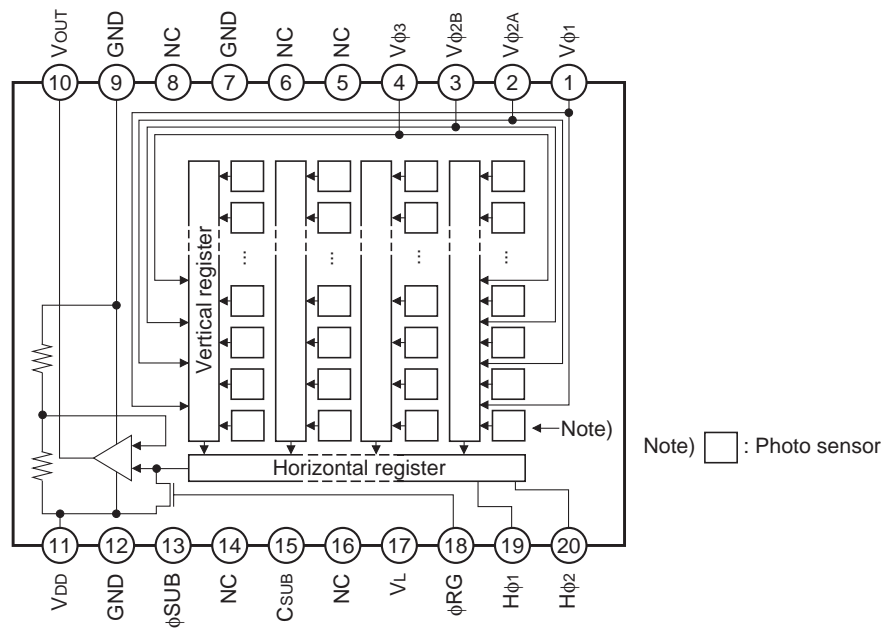 VOUT GND NC GND NC NC Vφ3 Vφ2B Vφ2A Vφ1
10 9 8 7 6 5 4 3 2 1
Vertical register
... ... ... ...
Note)
Note) : Photo sensor
Horizontal register
11 12 13 14 15 16 17 18 19 20
VDD GND φSUB NC CSUB NC VL φRG Hφ1 Hφ2